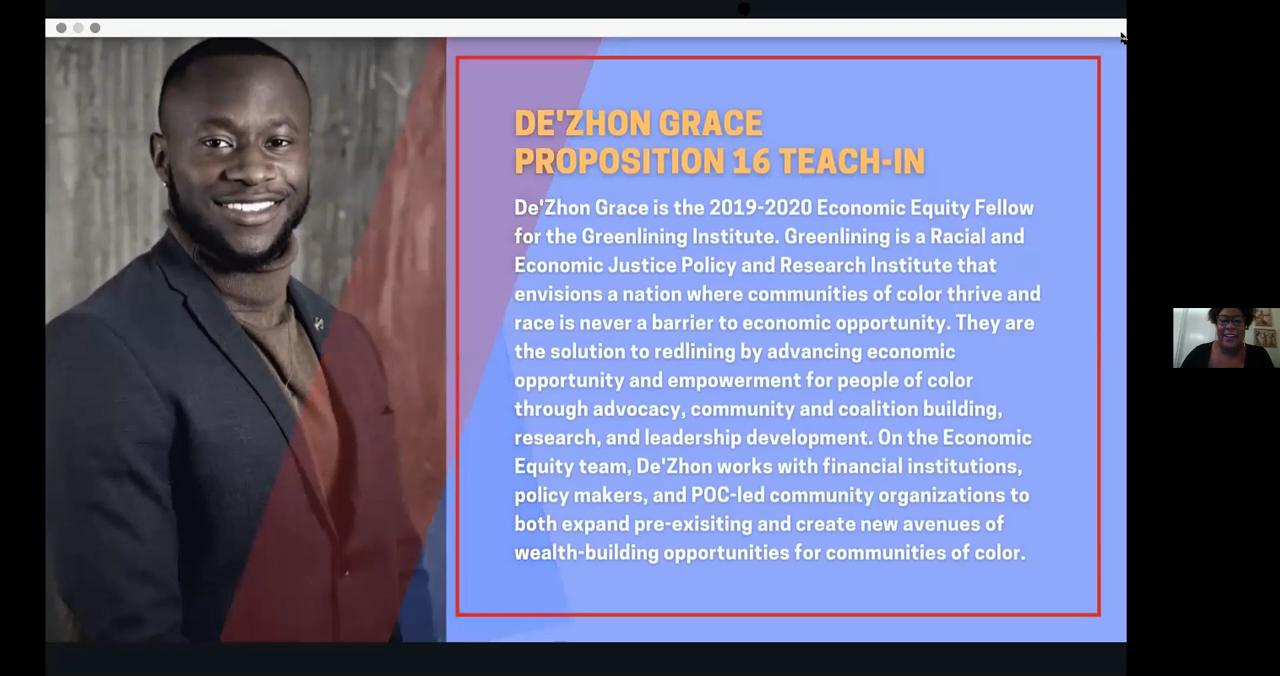 DE'ZHON GRACE
PROPOSITION 16 TEACH-IN
De'Zhon Grace is the 2019-2020 Economic Equity Fellow
for the Greenlining Institute. Greenlining is a Racial and
Economic Justice Policy and Research Institute that
envisions a nation where communities of color thrive and
race is never a barrier to economic opportunity. They are
the solution to redlining by advancing economic
opportunity and empowerment for people of color
through advocacy, community and coalition building,
research, and leadership development. On the Economic
Equity team, De'Zhon works with financial institutions,
policy makers, and POC-led community organizations to
both expand pre-exisiting and create new avenues of
wealth-building opportunities for communities of color.